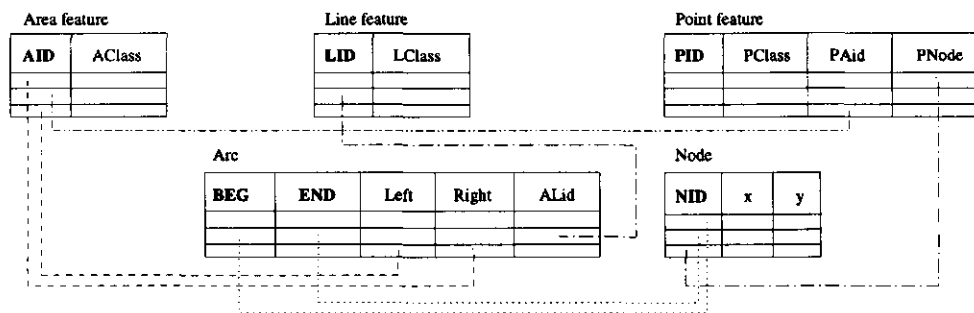 Area feature
Line feature
Point feature
AID AClass
LID LClass
PID PClass PAid PNode
Arc
Node
BEG END Left Right ALid
NID x y